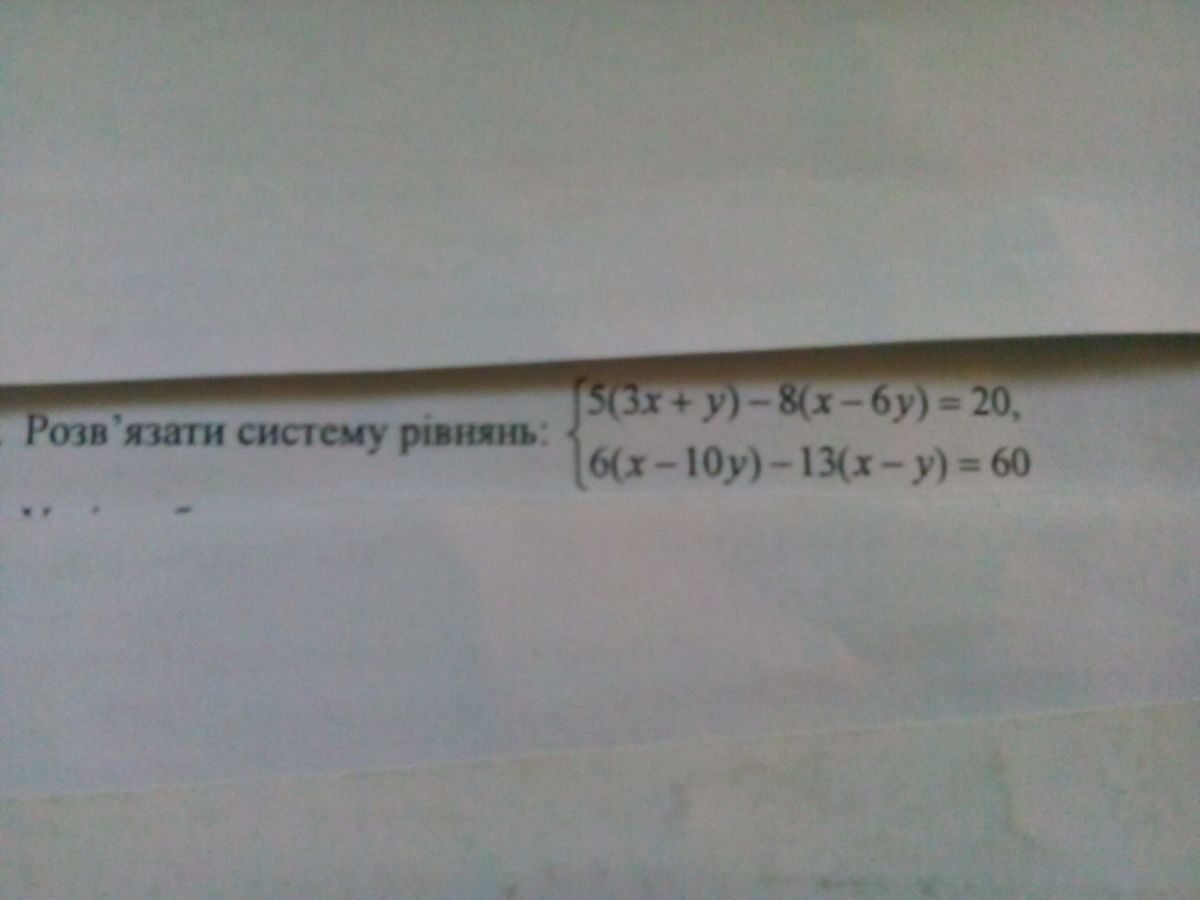 . Розв’язати систему рівнянь: {5(3x + y) – 8(x – 6y) = 20,
6(x – 10y) – 13(x – y) = 60